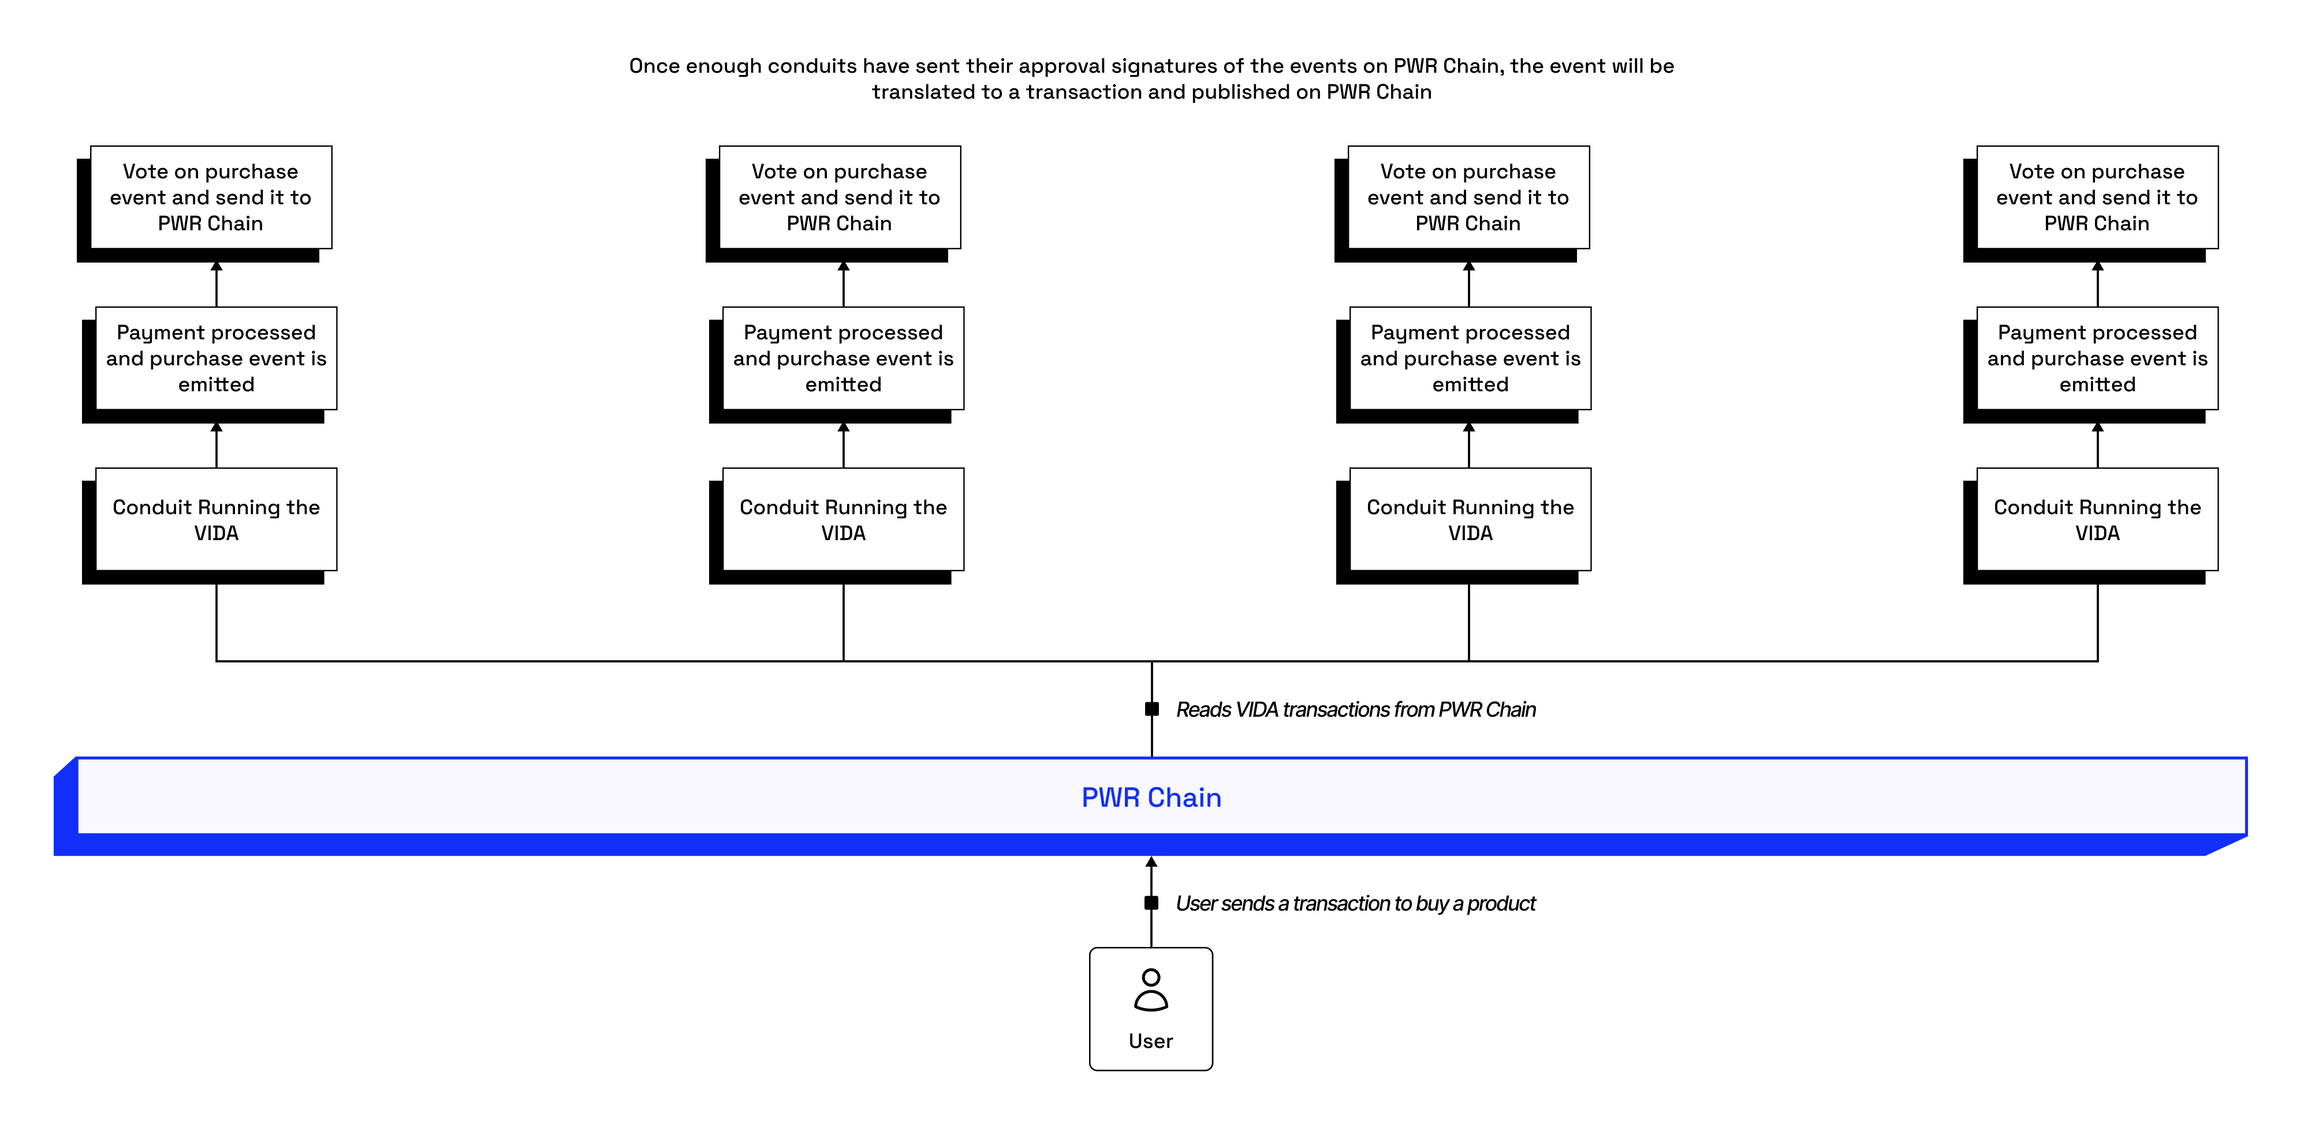 Once enough conduits have sent their approval signatures of the events on PWR Chain, the event will be
translated to a transaction and published on PWR Chain
Vote on purchase
event and send it to
PWR Chain
Vote on purchase
event and send it to
PWR Chain
Vote on purchase
event and send it to
PWR Chain
Vote on purchase
event and send it to
PWR Chain
Payment processed
and purchase event is
emitted
Payment processed
and purchase event is
emitted
Payment processed
and purchase event is
emitted
Payment processed
and purchase event is
emitted
Conduit Running the
VIDA
Conduit Running the
VIDA
Conduit Running the
VIDA
Conduit Running the
VIDA
Reads VIDA transactions from PWR Chain
PWR Chain
User sends a transaction to buy a product
User